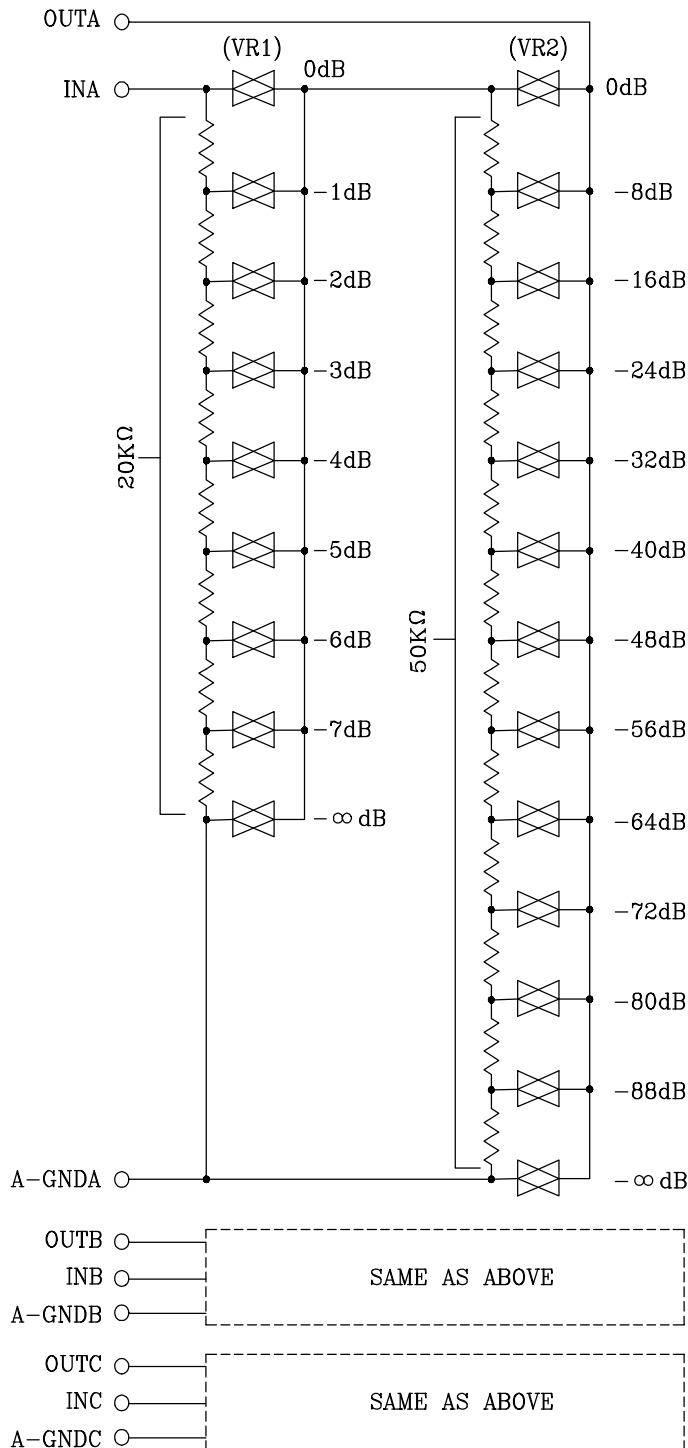 OUTA
(VR1) (VR2)
INA 0dB 0dB
-1dB -8dB
-2dB -16dB
-3dB -24dB
20KΩ -4dB -32dB
-5dB -40dB
50KΩ -6dB -48dB
-7dB -56dB
-∞ dB -64dB
-72dB
-80dB
-88dB
A-GNDA -∞ dB
OUTB
INB SAME AS ABOVE
A-GNDB
OUTC
INC SAME AS ABOVE
A-GNDC